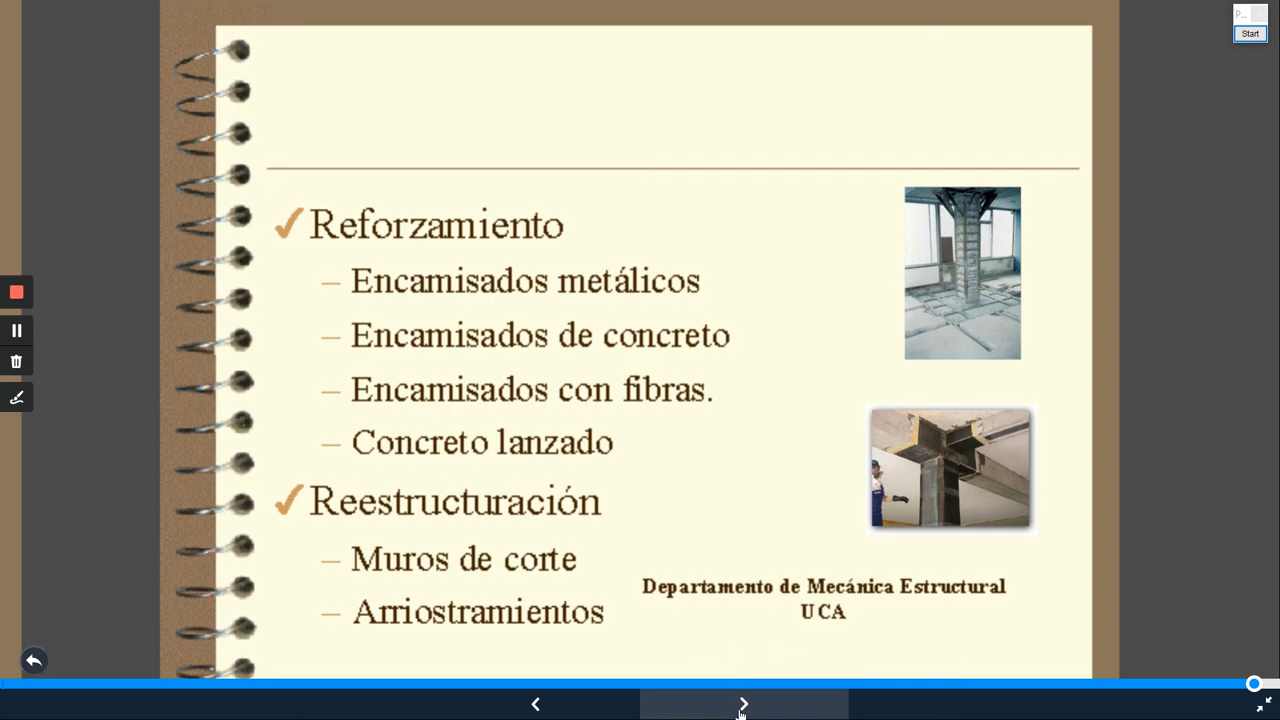 P...
Start
Reforzamiento
– Encamisados metálicos
– Encamisados de concreto
– Encamisados con fibras.
– Concreto lanzado
Reestructuración
– Muros de corte
– Arriostramientos
Departamento de Mecánica Estructural
UCA